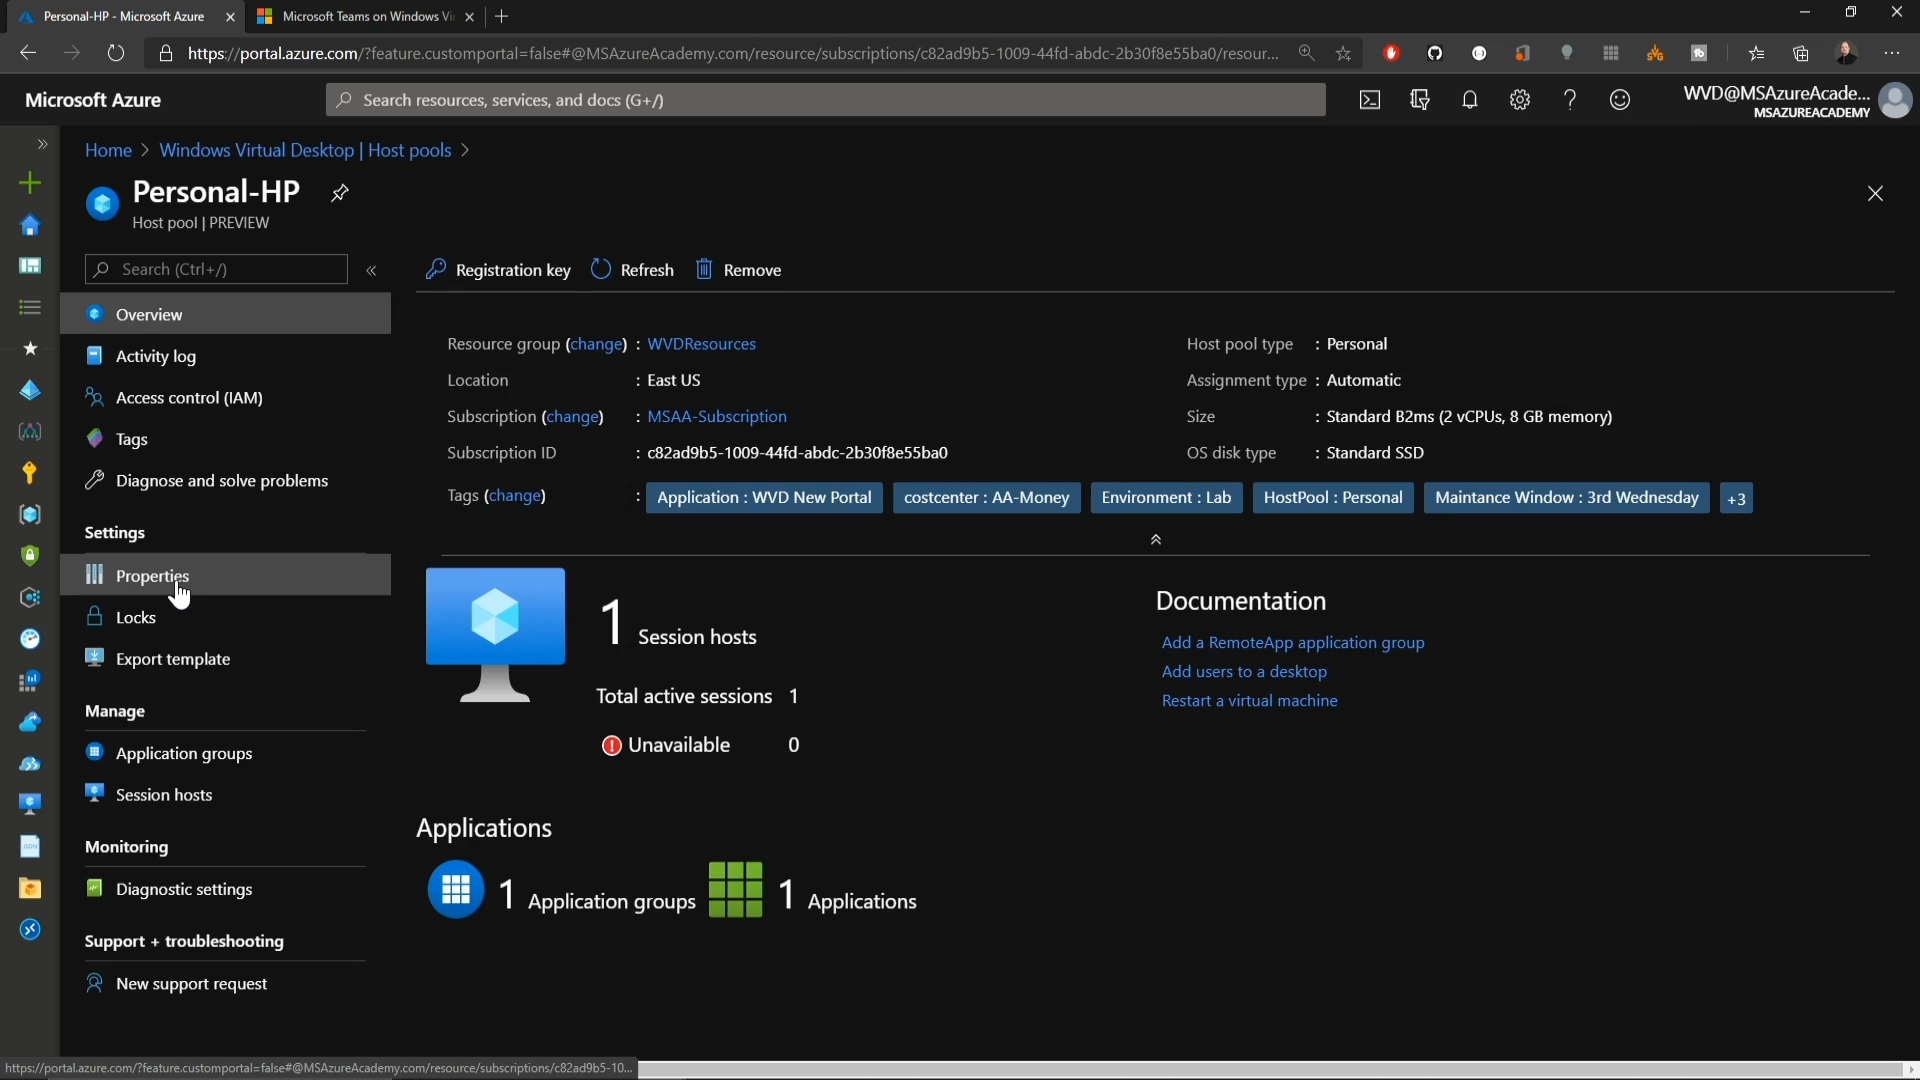 Personal-HP - Microsoft Azure
Microsoft Teams on Windows Vi
https://portal.azure.com/?feature.customportal=false#@MSAzureAcademy.com/resource/subscriptions/c82ad9b5-1009-44fd-abdc-2b30f8e55ba0/resour...
Microsoft Azure
Search resources, services, and docs (G+/)
WVD@MSAzureAcade...
MSAZUREACADEMY
Home > Windows Virtual Desktop | Host pools >
Personal-HP
Host pool | PREVIEW
Search (Ctrl+/)
Registration key Refresh Remove
Overview
Activity log
Access control (IAM)
Tags
Diagnose and solve problems
Settings
Properties
Locks
Export template
Manage
Application groups
Session hosts
Monitoring
Diagnostic settings
Support + troubleshooting
New support request
Resource group (change) : WVDResources
Location : East US
Subscription (change) : MSAA-Subscription
Subscription ID : c82ad9b5-1009-44fd-abdc-2b30f8e55ba0
Host pool type : Personal
Assignment type : Automatic
Size : Standard B2ms (2 vCPUs, 8 GB memory)
OS disk type : Standard SSD
Tags (change) : Application : WVD New Portal costcenter : AA-Money Environment : Lab HostPool : Personal Maintance Window : 3rd Wednesday +3
1 Session hosts
Total active sessions 1
Unavailable 0
Documentation
Add a RemoteApp application group
Add users to a desktop
Restart a virtual machine
Applications
1 Application groups
1 Applications
https://portal.azure.com/?feature.customportal=false#@MSAzureAcademy.com/resource/subscriptions/c82ad9b5-10...